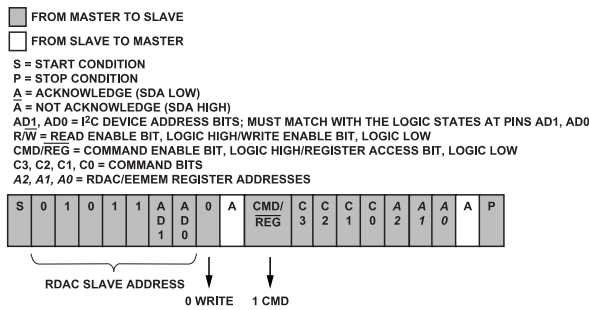 FROM MASTER TO SLAVE
FROM SLAVE TO MASTER
S = START CONDITION
P = STOP CONDITION
A = ACKNOWLEDGE (SDA LOW)
A̅ = NOT ACKNOWLEDGE (SDA HIGH)
AD1, AD0 = I²C DEVICE ADDRESS BITS; MUST MATCH WITH THE LOGIC STATES AT PINS AD1, AD0
R/W̅ = READ ENABLE BIT, LOGIC HIGH/WRITE ENABLE BIT, LOGIC LOW
CMD/R̅E̅G̅ = COMMAND ENABLE BIT, LOGIC HIGH/REGISTER ACCESS BIT, LOGIC LOW
C3, C2, C1, C0 = COMMAND BITS
A2, A1, A0 = RDAC/EEMEM REGISTER ADDRESSES
S 0 1 0 1 1 AD1 AD0 0 A CMD/R̅E̅G̅ C3 C2 C1 C0 A2 A1 A0 A P
RDAC SLAVE ADDRESS
0 WRITE 1 CMD